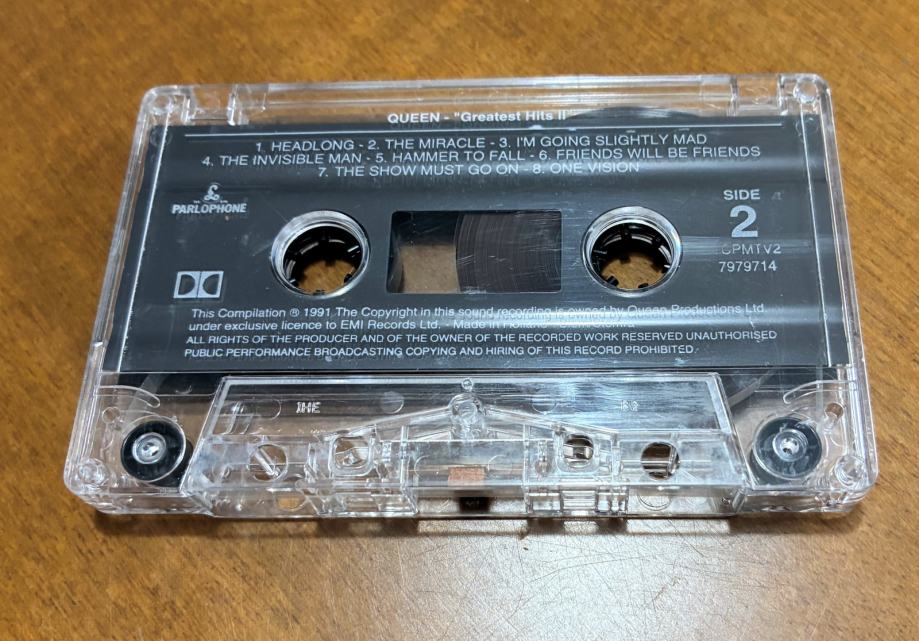 QUEEN - "Greatest Hits II
1. HEADLONG - 2. THE MIRACLE - 3. I'M GOING SLIGHTLY MAD
4. THE INVISIBLE MAN - 5. HAMMER TO FALL - 6. FRIENDS WILL BE FRIENDS
7. THE SHOW MUST GO ON - 8. ONE VISION
PARLOPHONE
SIDE
2
CPMTV2
7979714
This Compilation ℗ 1991 The Copyright in this sound recording is owned by Queen Productions Ltd
under exclusive licence to EMI Records Ltd. - Made in Holland
ALL RIGHTS OF THE PRODUCER AND OF THE OWNER OF THE RECORDED WORK RESERVED UNAUTHORISED
PUBLIC PERFORMANCE BROADCASTING COPYING AND HIRING OF THIS RECORD PROHIBITED.